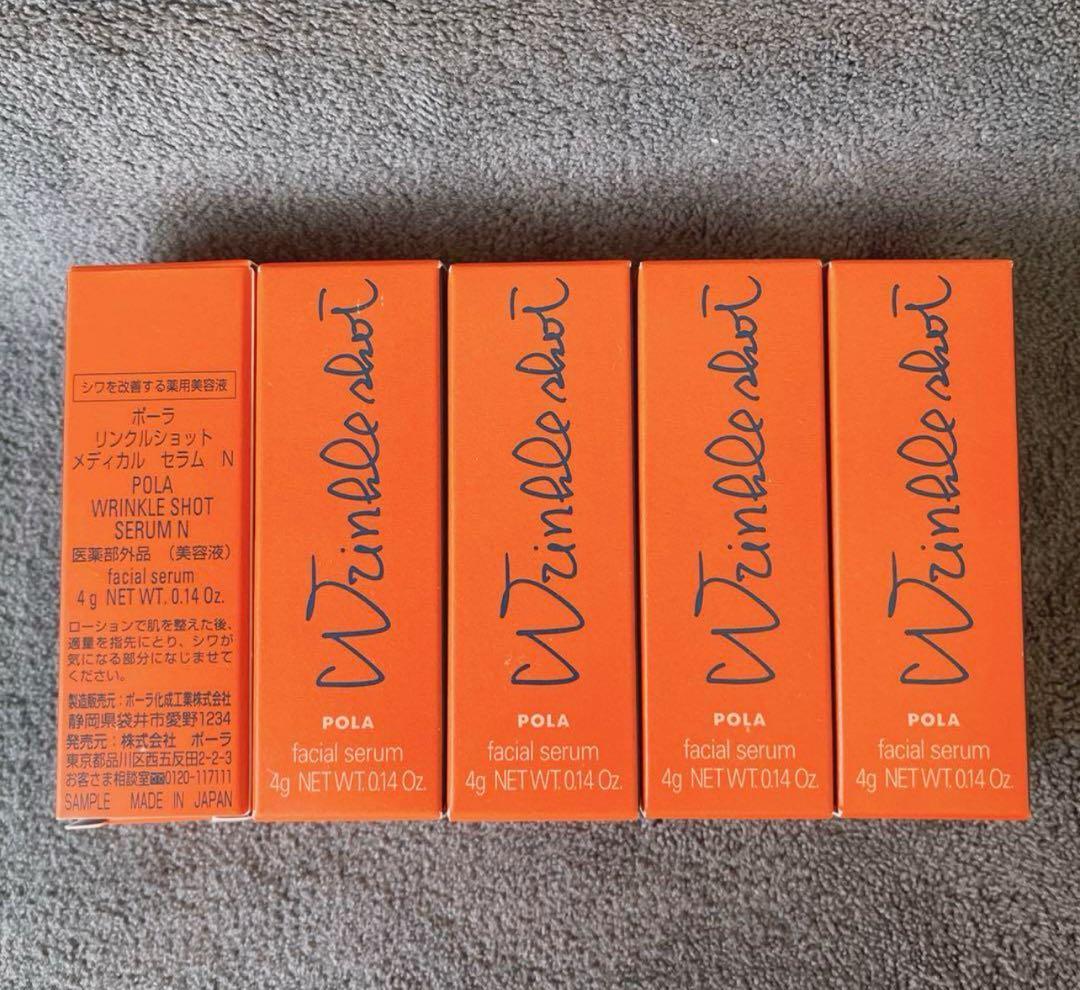 シワを改善する薬用美容液
ポーラ
リンクルショット
メディカル セラム N
POLA
WRINKLE SHOT
SERUM N
医薬部外品 (美容液)
facial serum
4g NET WT. 0.14 Oz.
ローションで肌を整えた後、
適量を指先にとり、シワが
気になる部分になじませて
ください。
製造販売元:ポーラ化成工業株式会社
静岡県袋井市愛野1234
発売元:株式会社 ポーラ
東京都品川区西五反田2-2-3
お客さま相談室☎0120-117111
SAMPLE MADE IN JAPAN
Wrinkle shot
POLA
facial serum
4g NET WT. 0.14 Oz.
Wrinkle shot
POLA
facial serum
4g NET WT. 0.14 Oz.
Wrinkle shot
POLA
facial serum
4g NET WT. 0.14 Oz.
Wrinkle shot
POLA
facial serum
4g NET WT. 0.14 Oz.